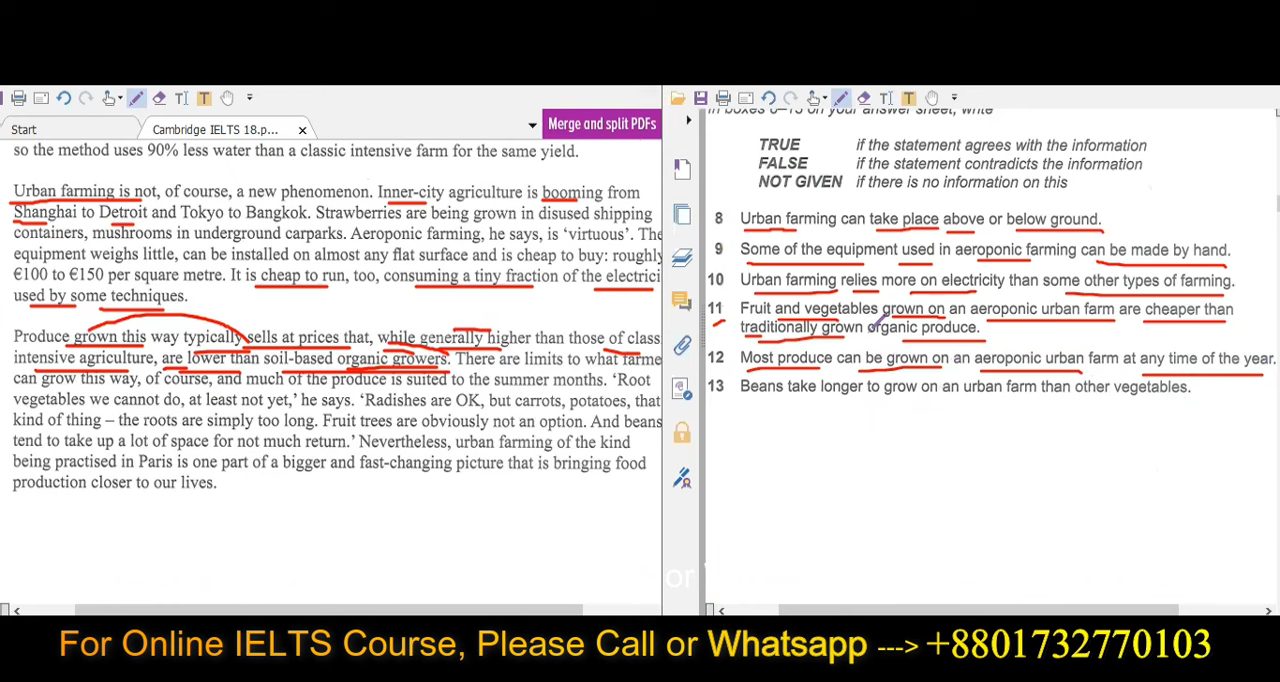 Start
Cambridge IELTS 18.p...
Merge and split PDFs
so the method uses 90% less water than a classic intensive farm for the same yield.
Urban farming is not, of course, a new phenomenon. Inner-city agriculture is booming from
Shanghai to Detroit and Tokyo to Bangkok. Strawberries are being grown in disused shipping
containers, mushrooms in underground carparks. Aeroponic farming, he says, is ‘virtuous’. The
equipment weighs little, can be installed on almost any flat surface and is cheap to buy: roughly
€100 to €150 per square metre. It is cheap to run, too, consuming a tiny fraction of the electrici
used by some techniques.
Produce grown this way typically sells at prices that, while generally higher than those of class
intensive agriculture, are lower than soil-based organic growers. There are limits to what farme
can grow this way, of course, and much of the produce is suited to the summer months. ‘Root
vegetables we cannot do, at least not yet,’ he says. ‘Radishes are OK, but carrots, potatoes, that
kind of thing – the roots are simply too long. Fruit trees are obviously not an option. And beans
tend to take up a lot of space for not much return.’ Nevertheless, urban farming of the kind
being practised in Paris is one part of a bigger and fast-changing picture that is bringing food
production closer to our lives.
on your answer sheet, write
TRUE if the statement agrees with the information
FALSE if the statement contradicts the information
NOT GIVEN if there is no information on this
8 Urban farming can take place above or below ground.
9 Some of the equipment used in aeroponic farming can be made by hand.
10 Urban farming relies more on electricity than some other types of farming.
11 Fruit and vegetables grown on an aeroponic urban farm are cheaper than
traditionally grown organic produce.
12 Most produce can be grown on an aeroponic urban farm at any time of the year.
13 Beans take longer to grow on an urban farm than other vegetables.
or
For Online IELTS Course, Please Call or Whatsapp ---> +8801732770103